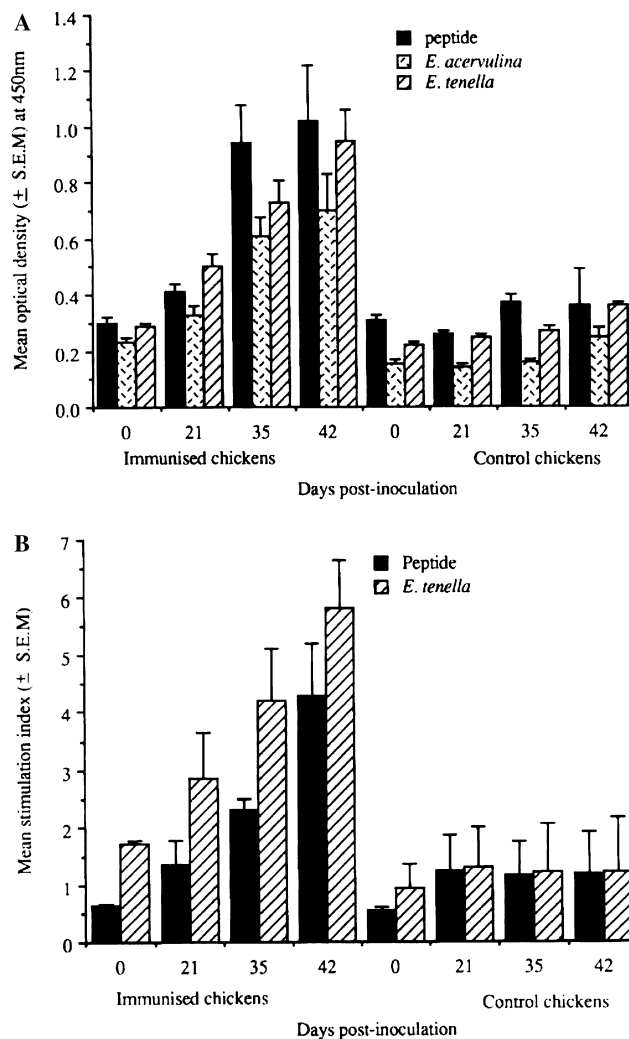 A
peptide
E. acervulina
E. tenella
Mean optical density (± S.E.M) at 450nm
1.4
1.2
1.0
0.8
0.6
0.4
0.2
0.0
0 21 35 42 0 21 35 42
Immunised chickens Control chickens
Days post-inoculation
B
Peptide
E. tenella
Mean stimulation index (± S.E.M)
7
6
5
4
3
2
1
0
0 21 35 42 0 21 35 42
Immunised chickens Control chickens
Days post-inoculation